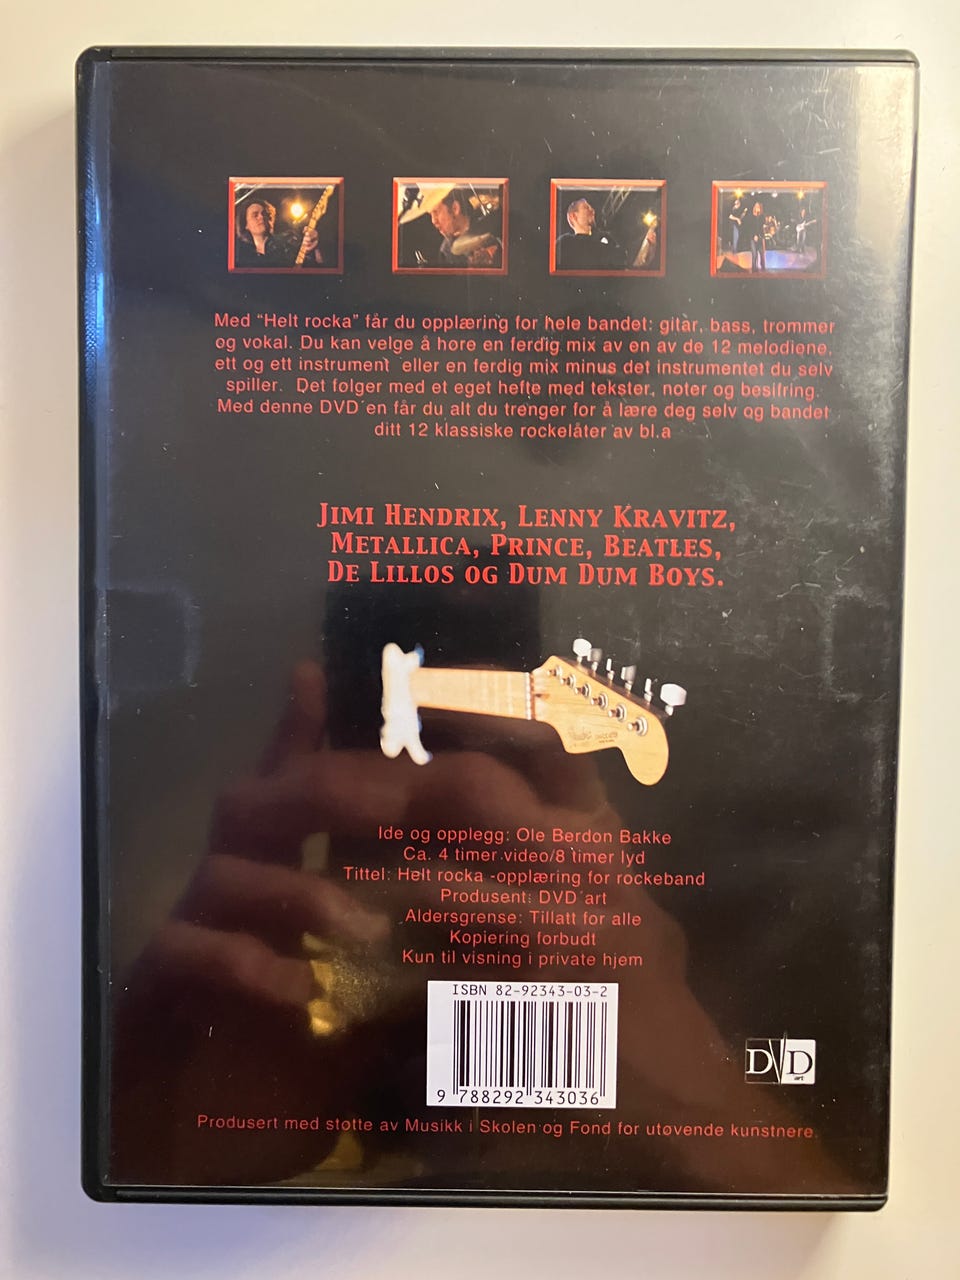 Med “Helt rocka” får du opplæring for hele bandet: gitar, bass, trommer
og vokal. Du kan velge å høre en ferdig mix av en av de 12 melodiene,
ett og ett instrument eller en ferdig mix minus det instrumentet du selv
spiller. Det følger med et eget hefte med tekster, noter og besifring.
Med denne DVD´en får du alt du trenger for å lære deg selv og bandet
ditt 12 klassiske rockelåter av bl.a
JIMI HENDRIX, LENNY KRAVITZ,
METALLICA, PRINCE, BEATLES,
DE LILLOS OG DUM DUM BOYS.
Ide og opplegg: Ole Berdon Bakke
Ca. 4 timer video/8 timer lyd
Tittel: Helt rocka -opplæring for rockeband
Produsent: DVD art
Aldersgrense: Tillatt for alle
Kopiering forbudt
Kun til visning i private hjem
ISBN 82-92343-03-2
9 788292 343036
DVD
art
Produsert med støtte av Musikk i Skolen og Fond for utøvende kunstnere.